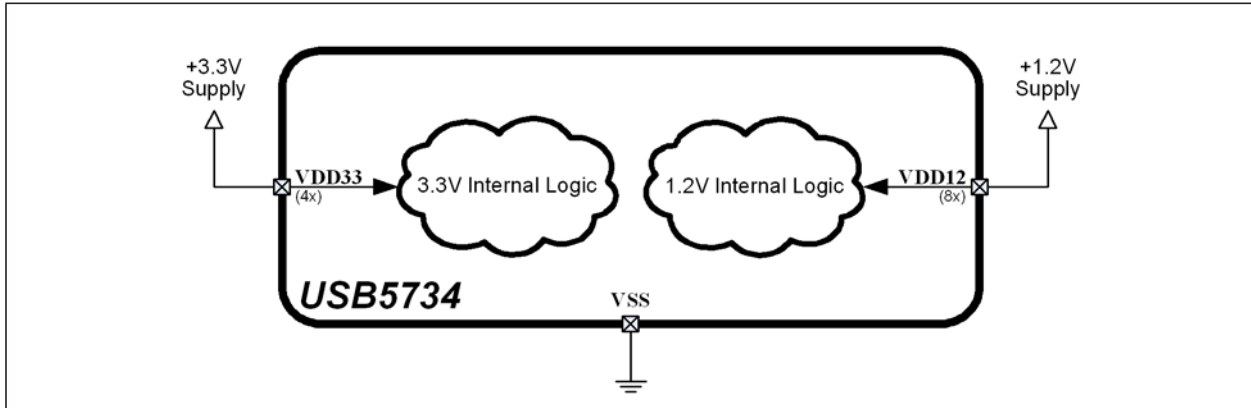 +3.3V
Supply
+1.2V
Supply
VDD33
(4x)
3.3V Internal Logic
1.2V Internal Logic
VDD12
(8x)
USB5734
VSS